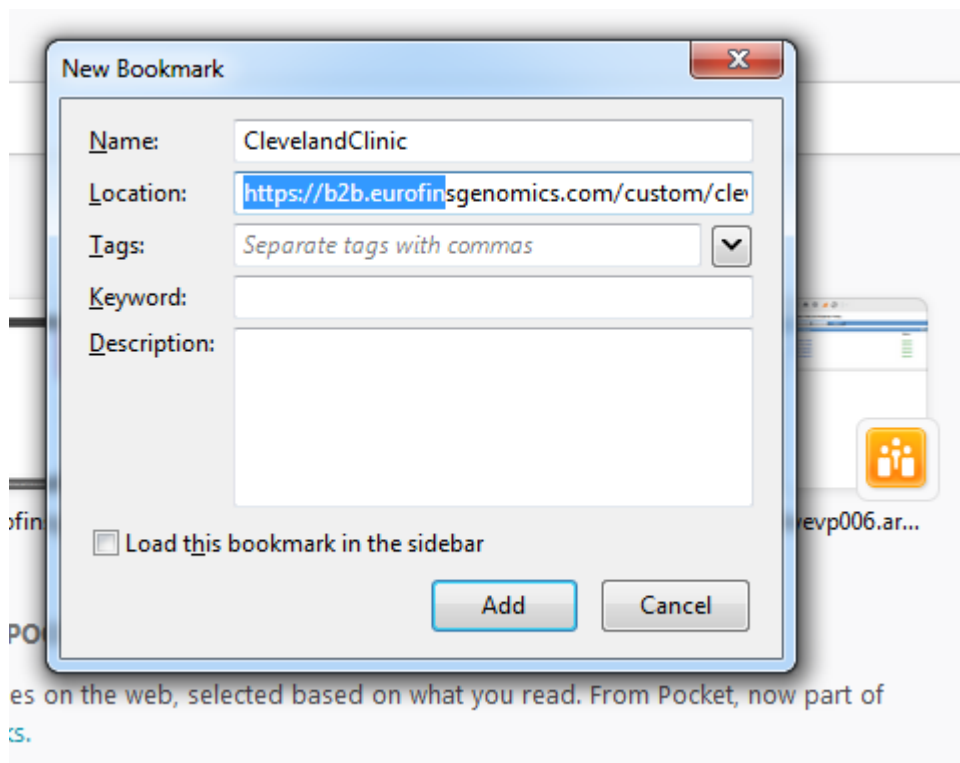 New Bookmark
Name: ClevelandClinic
Location: https://b2b.eurofinsgenomics.com/custom/cle
Tags: Separate tags with commas
Keyword:
Description:
Load this bookmark in the sidebar
Add Cancel
es on the web, selected based on what you read. From Pocket, now part of
ks.